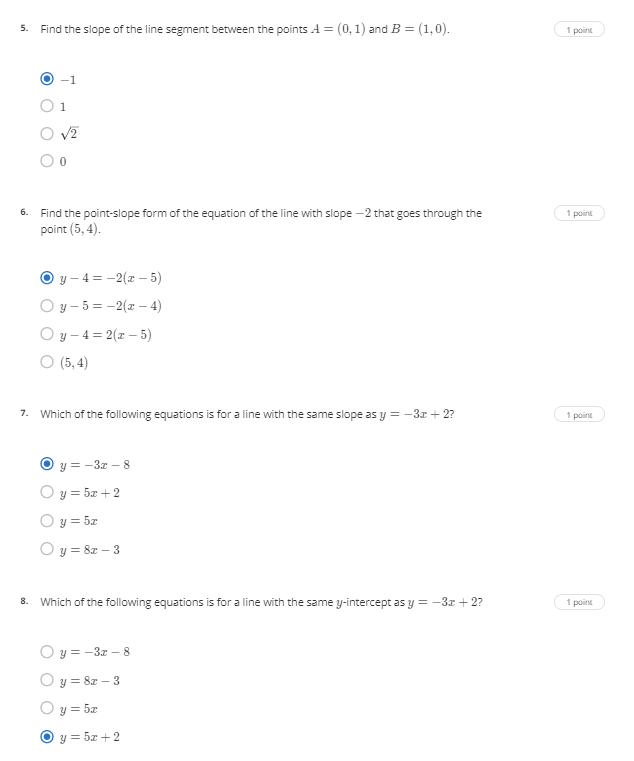 5. Find the slope of the line segment between the points A = (0, 1) and B = (1, 0). 1 point
−1
1
√2
0
6. Find the point-slope form of the equation of the line with slope −2 that goes through the 1 point
point (5, 4).
y − 4 = −2(x − 5)
y − 5 = −2(x − 4)
y − 4 = 2(x − 5)
(5, 4)
7. Which of the following equations is for a line with the same slope as y = −3x + 2? 1 point
y = −3x − 8
y = 5x + 2
y = 5x
y = 8x − 3
8. Which of the following equations is for a line with the same y-intercept as y = −3x + 2? 1 point
y = −3x − 8
y = 8x − 3
y = 5x
y = 5x + 2